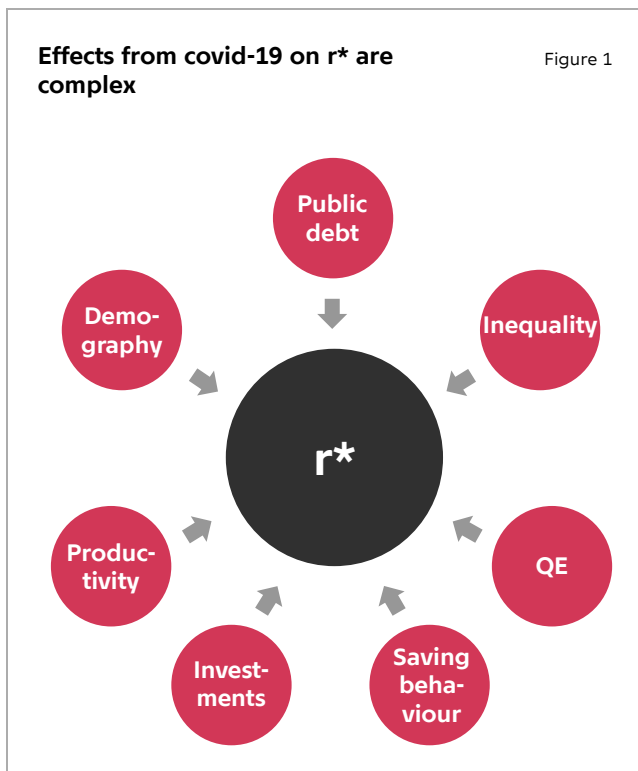 Effects from covid-19 on r* are
complex
Figure 1
Public
debt
Demo-
graphy
Inequality
r*
Produc-
tivity
QE
Invest-
ments
Saving
beha-
viour